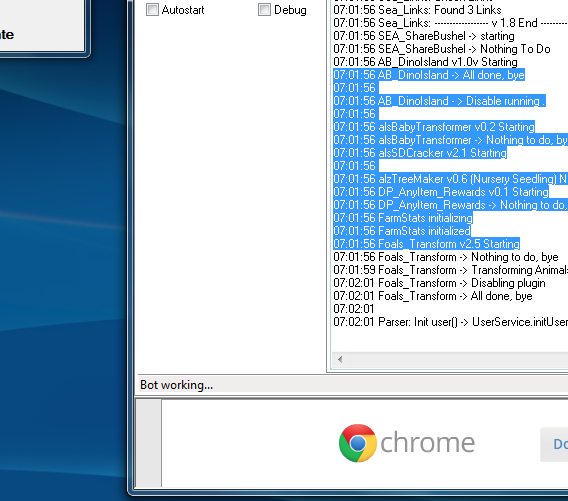 Autostart
Debug
07:01:56 Sea_Links: Found 3 Links
07:01:56 Sea_Links: ----------------- v 1.8 End ---------
07:01:56 SEA_ShareBushel -> starting
07:01:56 SEA_ShareBushel -> Nothing To Do
07:01:56 AB_DinoIsland v1.0v Starting
07:01:56 AB_DinoIsland -> All done, bye
07:01:56
07:01:56 AB_DinoIsland -> Disable running .
07:01:56
07:01:56 alsBabyTransformer v0.2 Starting
07:01:56 alsBabyTransformer -> Nothing to do, by
07:01:56 alsSDCracker v2.1 Starting
07:01:56
07:01:56 alzTreeMaker v0.6 (Nursery Seedling) N
07:01:56 DP_AnyItem_Rewards v0.1 Starting
07:01:56 DP_AnyItem_Rewards -> Nothing to do,
07:01:56 FarmStats initializing
07:01:56 FarmStats initialized
07:01:56 Foals_Transform v2.5 Starting
07:01:56 Foals_Transform -> Nothing to do, bye
07:01:59 Foals_Transform -> Transforming Animals
07:02:01 Foals_Transform -> Disabling plugin
07:02:01 Foals_Transform -> All done, bye
07:02:01
07:02:01 Parser: Init user() -> UserService.initUser
Bot working...
chrome
Do
te